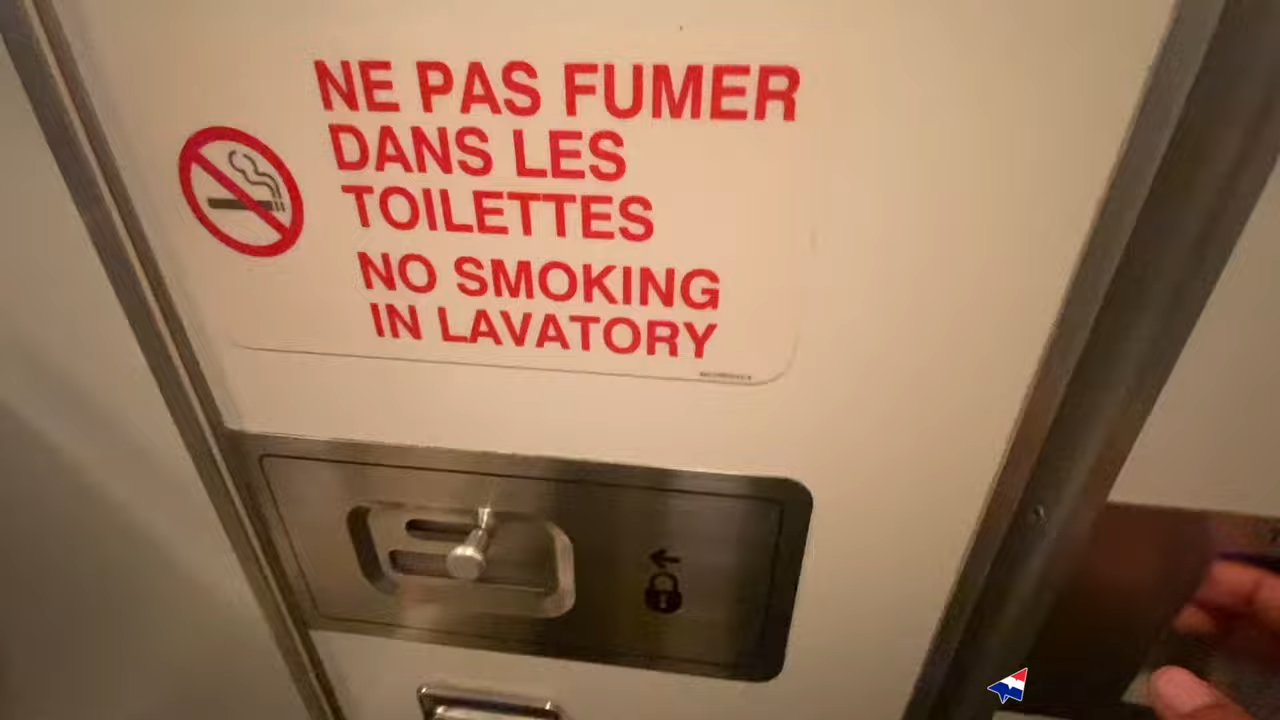 NE PAS FUMER
DANS LES
TOILETTES
NO SMOKING
IN LAVATORY